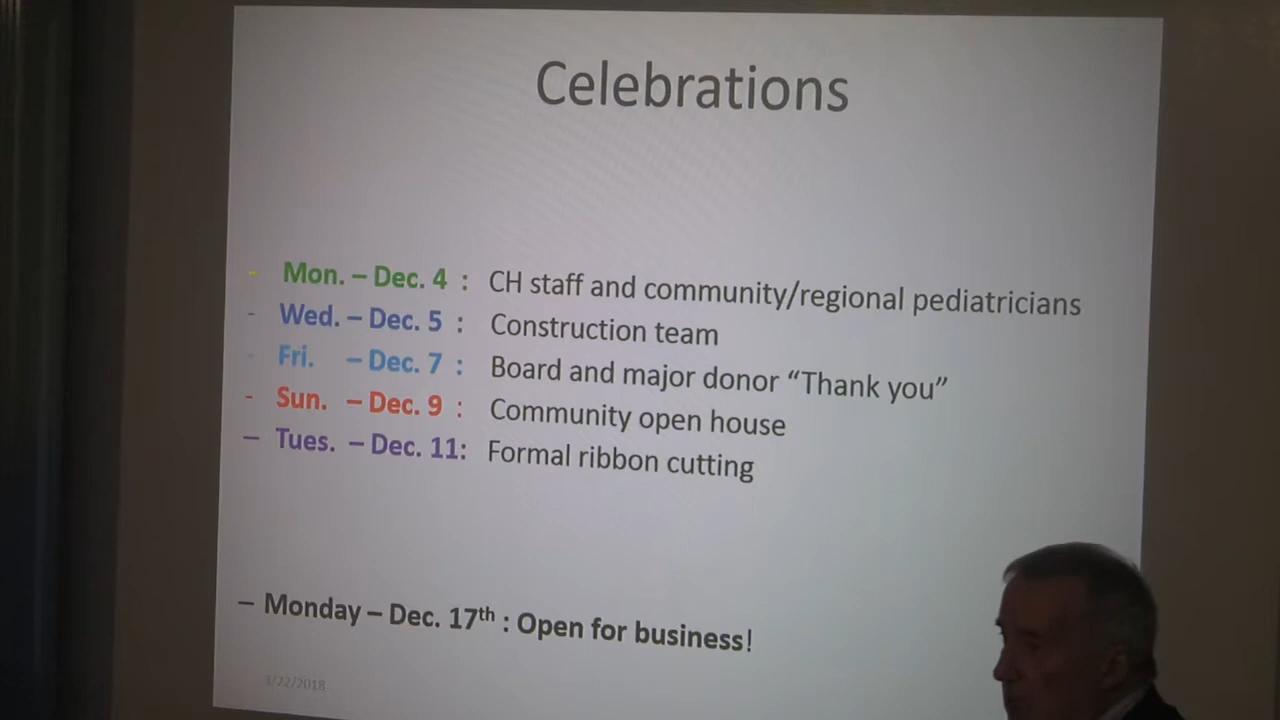 Celebrations
- Mon. – Dec. 4 : CH staff and community/regional pediatricians
- Wed. – Dec. 5 : Construction team
- Fri. – Dec. 7 : Board and major donor “Thank you”
- Sun. – Dec. 9 : Community open house
– Tues. – Dec. 11: Formal ribbon cutting
– Monday – Dec. 17th : Open for business!
/22/2018